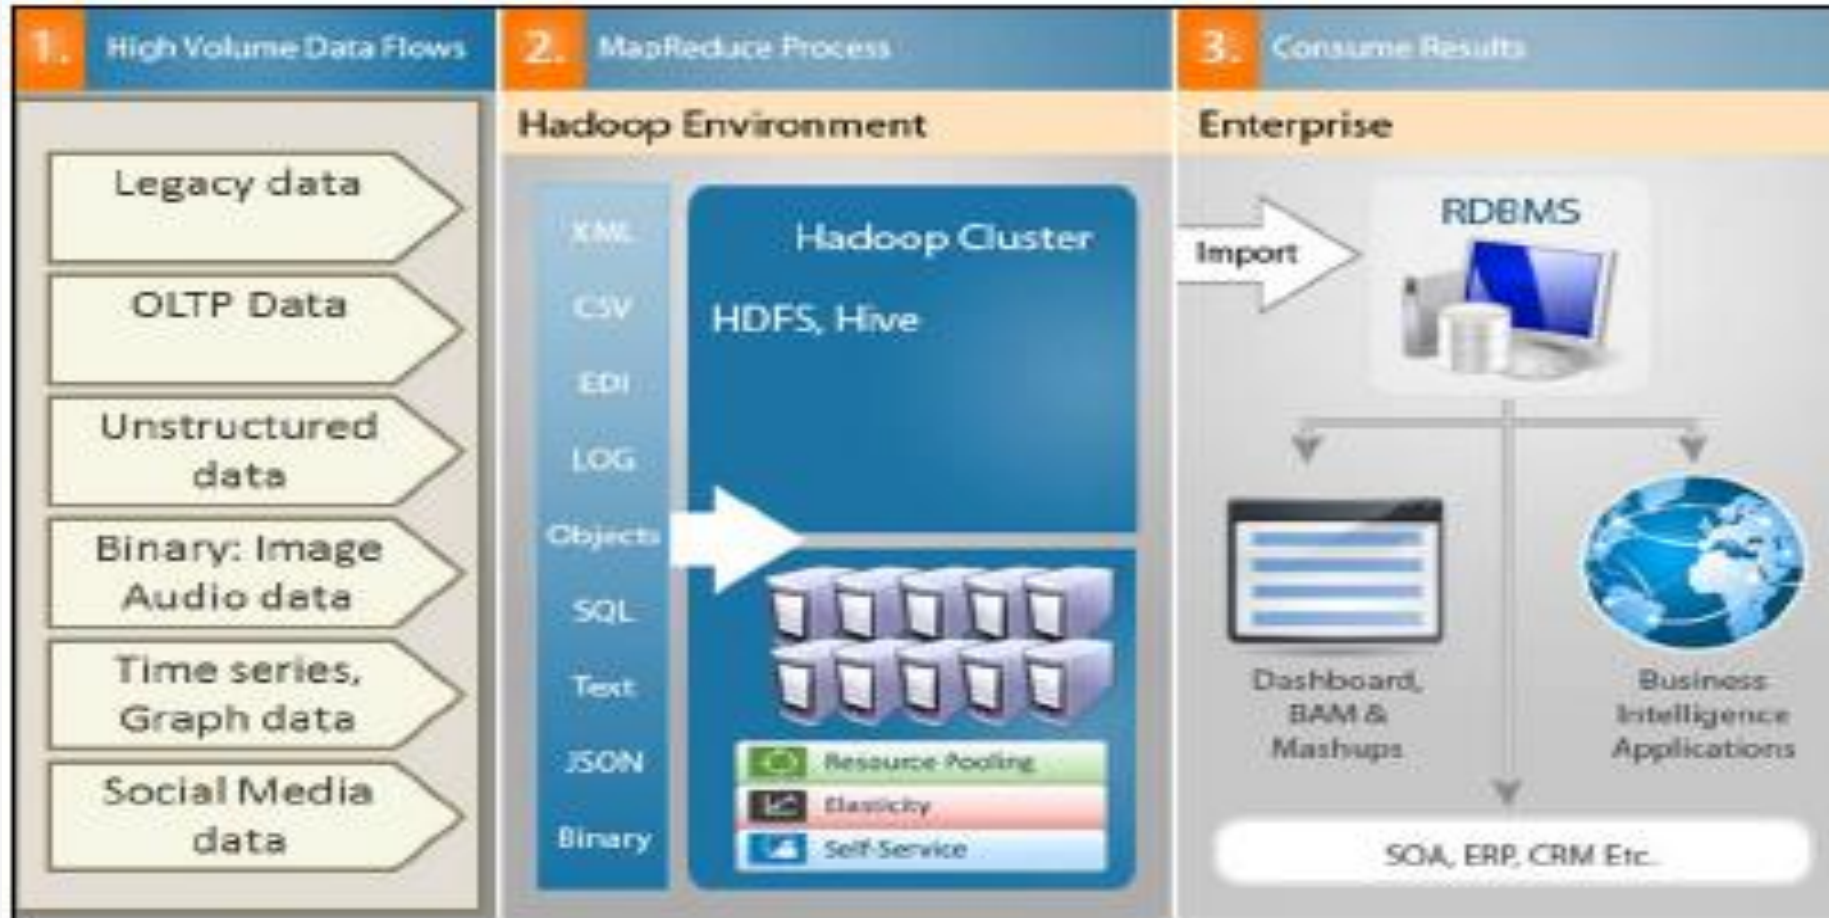 1. High Volume Data Flows
Legacy data
OLTP Data
Unstructured
data
Binary: Image
Audio data
Time series,
Graph data
Social Media
data
2. MapReduce Process
Hadoop Environment
XML
CSV
EDI
LOG
Objects
SQL
Text
JSON
Binary
Hadoop Cluster
HDFS, Hive
Resource Pooling
Elasticity
Self-Service
3. Consume Results
Enterprise
Import
RDBMS
Dashboard,
BAM &
Mashups
Business
Intelligence
Applications
SOA, ERP, CRM Etc..